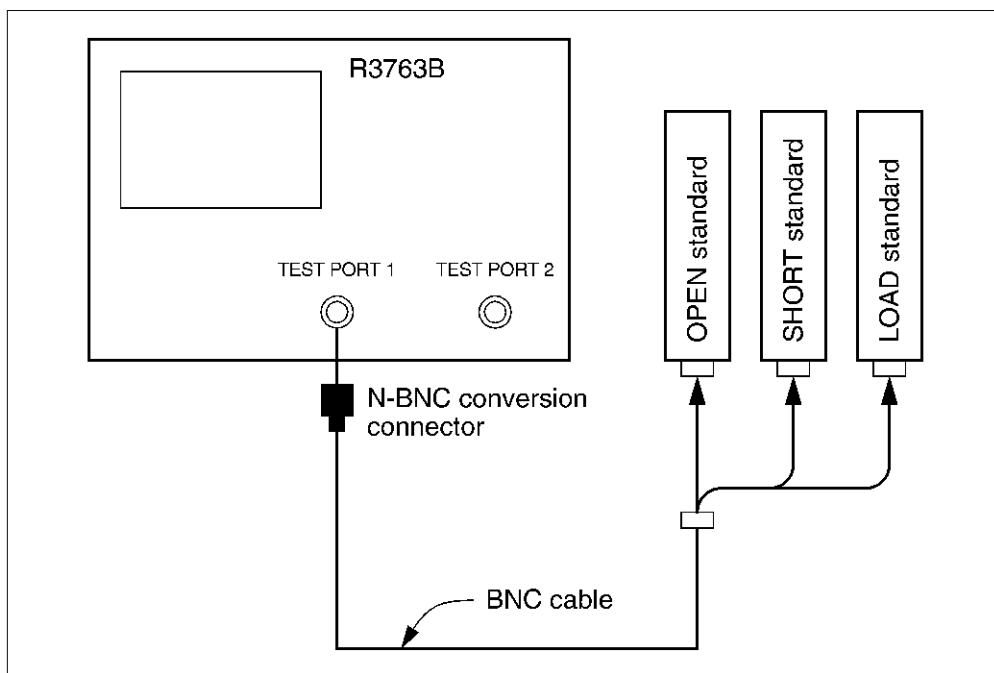 R3763B
TEST PORT 1
TEST PORT 2
OPEN standard
SHORT standard
LOAD standard
N-BNC conversion
connector
BNC cable